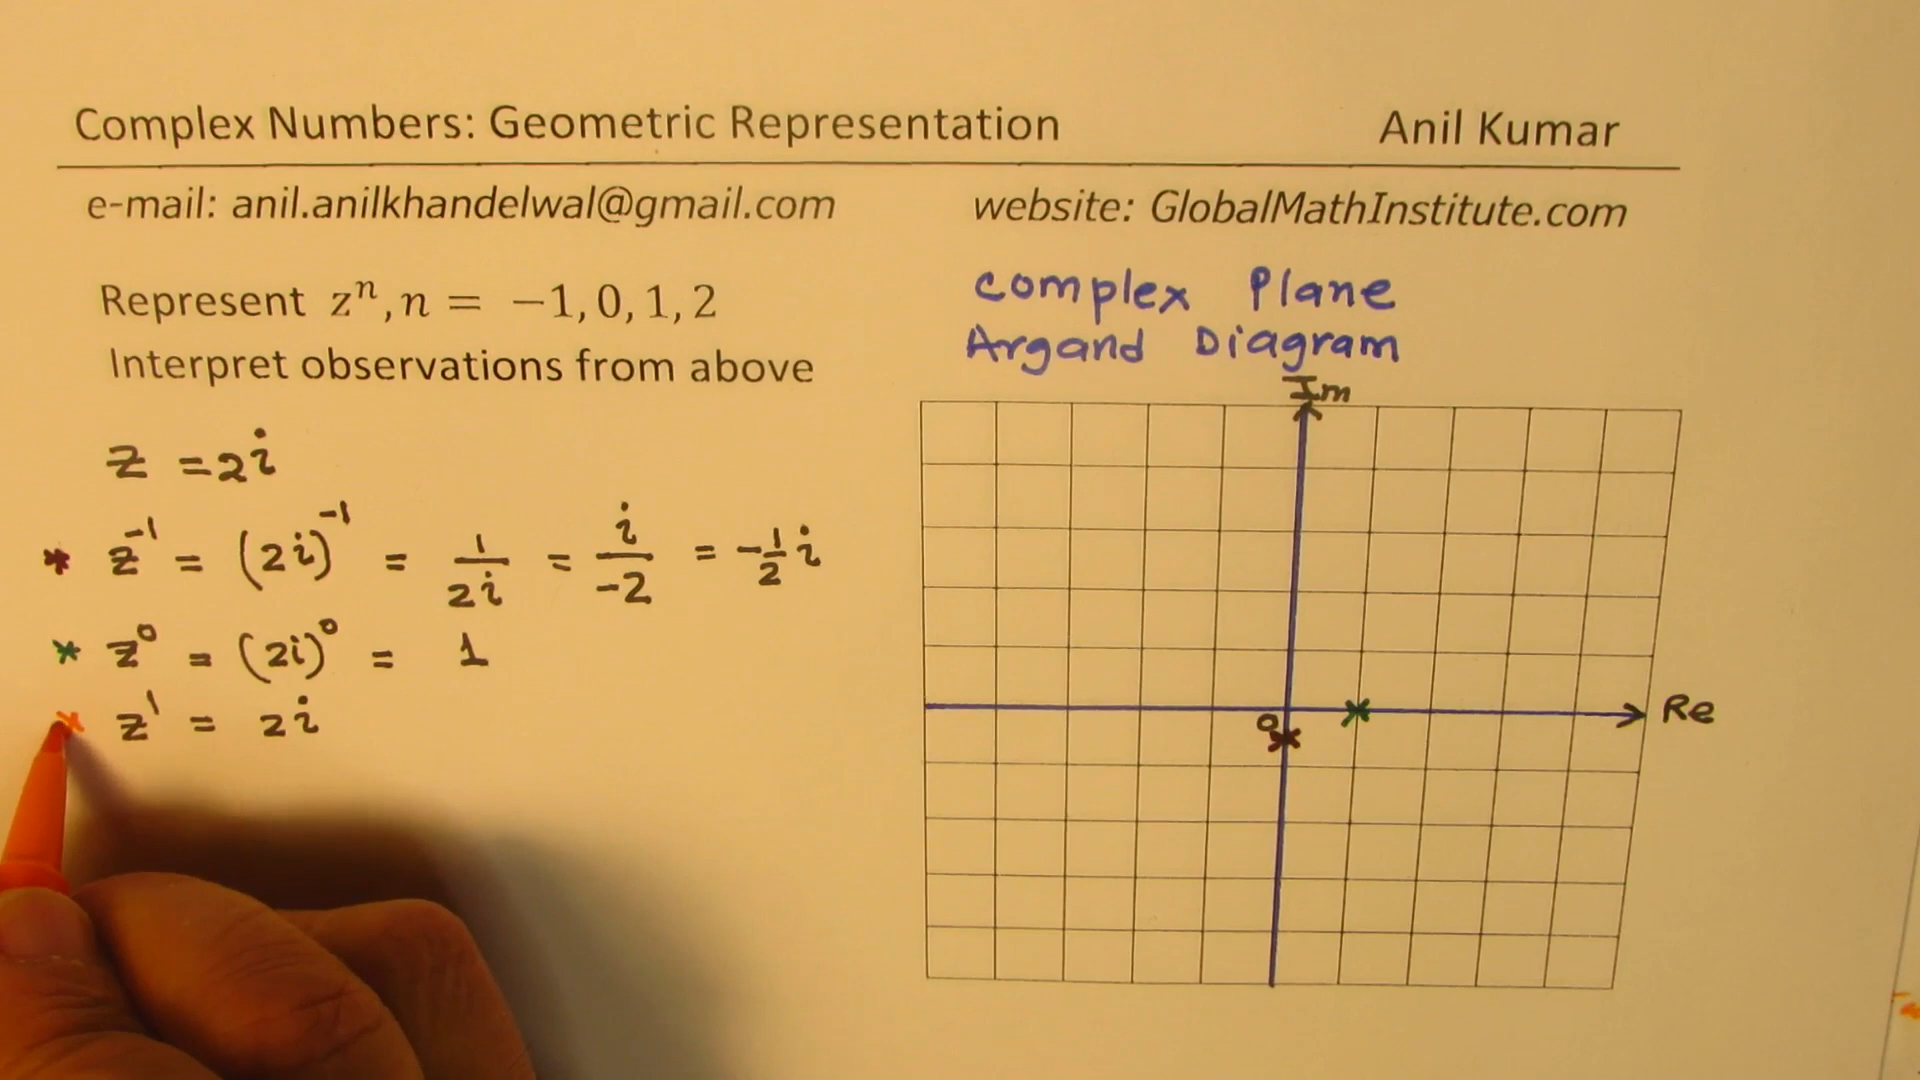 Complex Numbers: Geometric Representation Anil Kumar
e-mail: anil.anilkhandelwal@gmail.com website: GlobalMathInstitute.com
Represent zⁿ, n = −1, 0, 1, 2
Interpret observations from above
z = 2i
* z⁻¹ = (2i)⁻¹ = 1/2i = i/-2 = -1/2 i
* z⁰ = (2i)⁰ = 1
* z¹ = 2i
Complex Plane
Argand Diagram
Im
Re
0